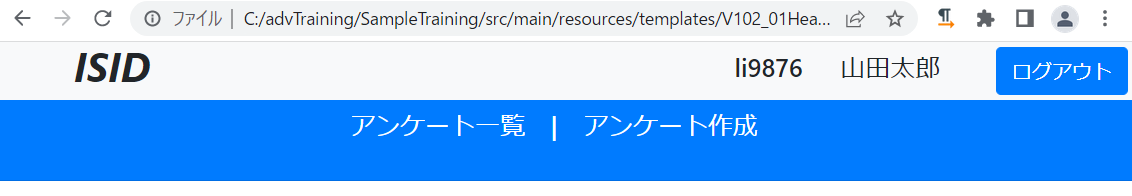 ファイル | C:/advTraining/SampleTraining/src/main/resources/templates/V102_01Hea...
ISID li9876 山田太郎 ログアウト
アンケート一覧 | アンケート作成